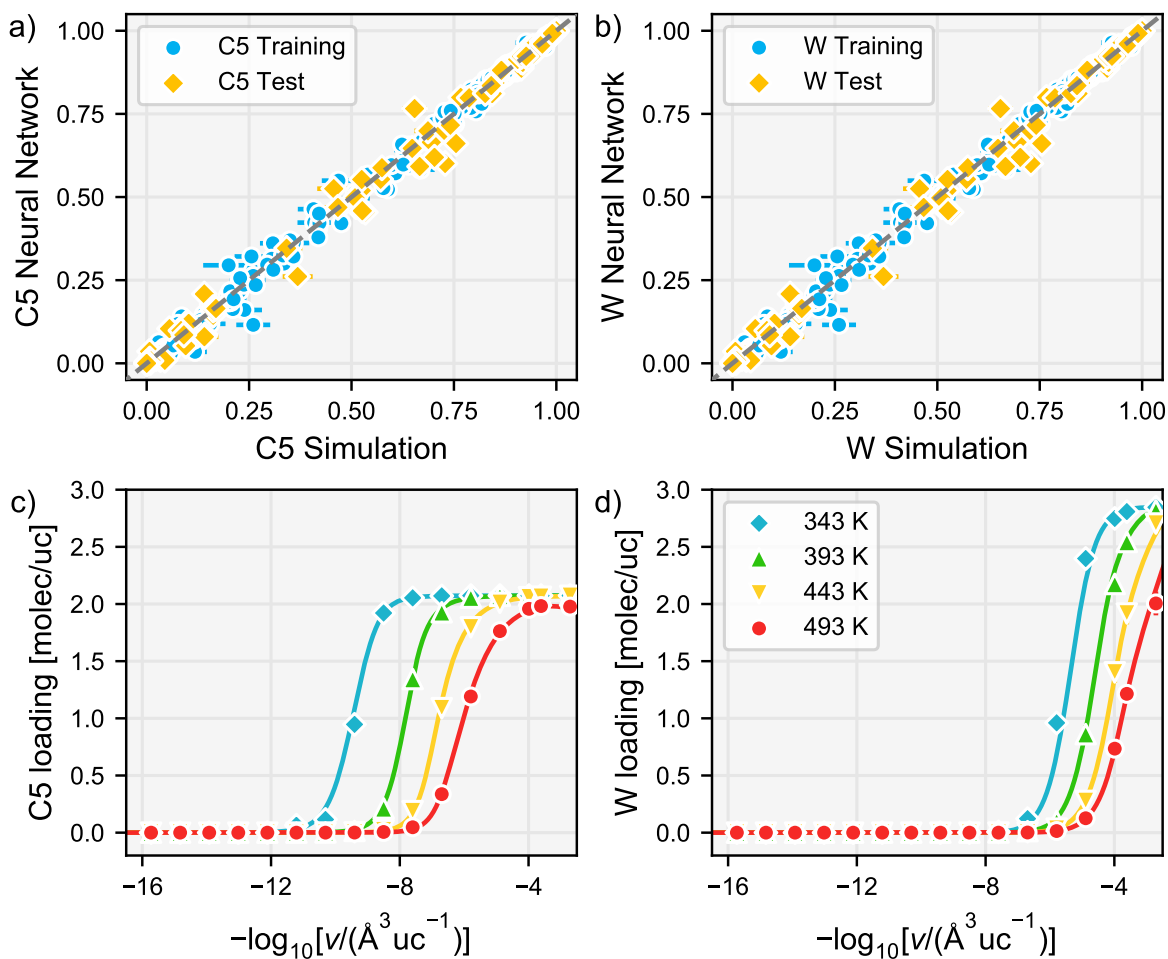 a)
C5 Neural Network
1.00
0.75
0.50
0.25
0.00
C5 Training
C5 Test
0.00 0.25 0.50 0.75 1.00
C5 Simulation
b)
W Neural Network
1.00
0.75
0.50
0.25
0.00
W Training
W Test
0.00 0.25 0.50 0.75 1.00
W Simulation
c)
C5 loading [molec/uc]
3.0
2.5
2.0
1.5
1.0
0.5
0.0
−16 −12 −8 −4
−log₁₀[v/(Å³ uc⁻¹)]
d)
W loading [molec/uc]
3.0
2.5
2.0
1.5
1.0
0.5
0.0
343 K
393 K
443 K
493 K
−16 −12 −8 −4
−log₁₀[v/(Å³ uc⁻¹)]